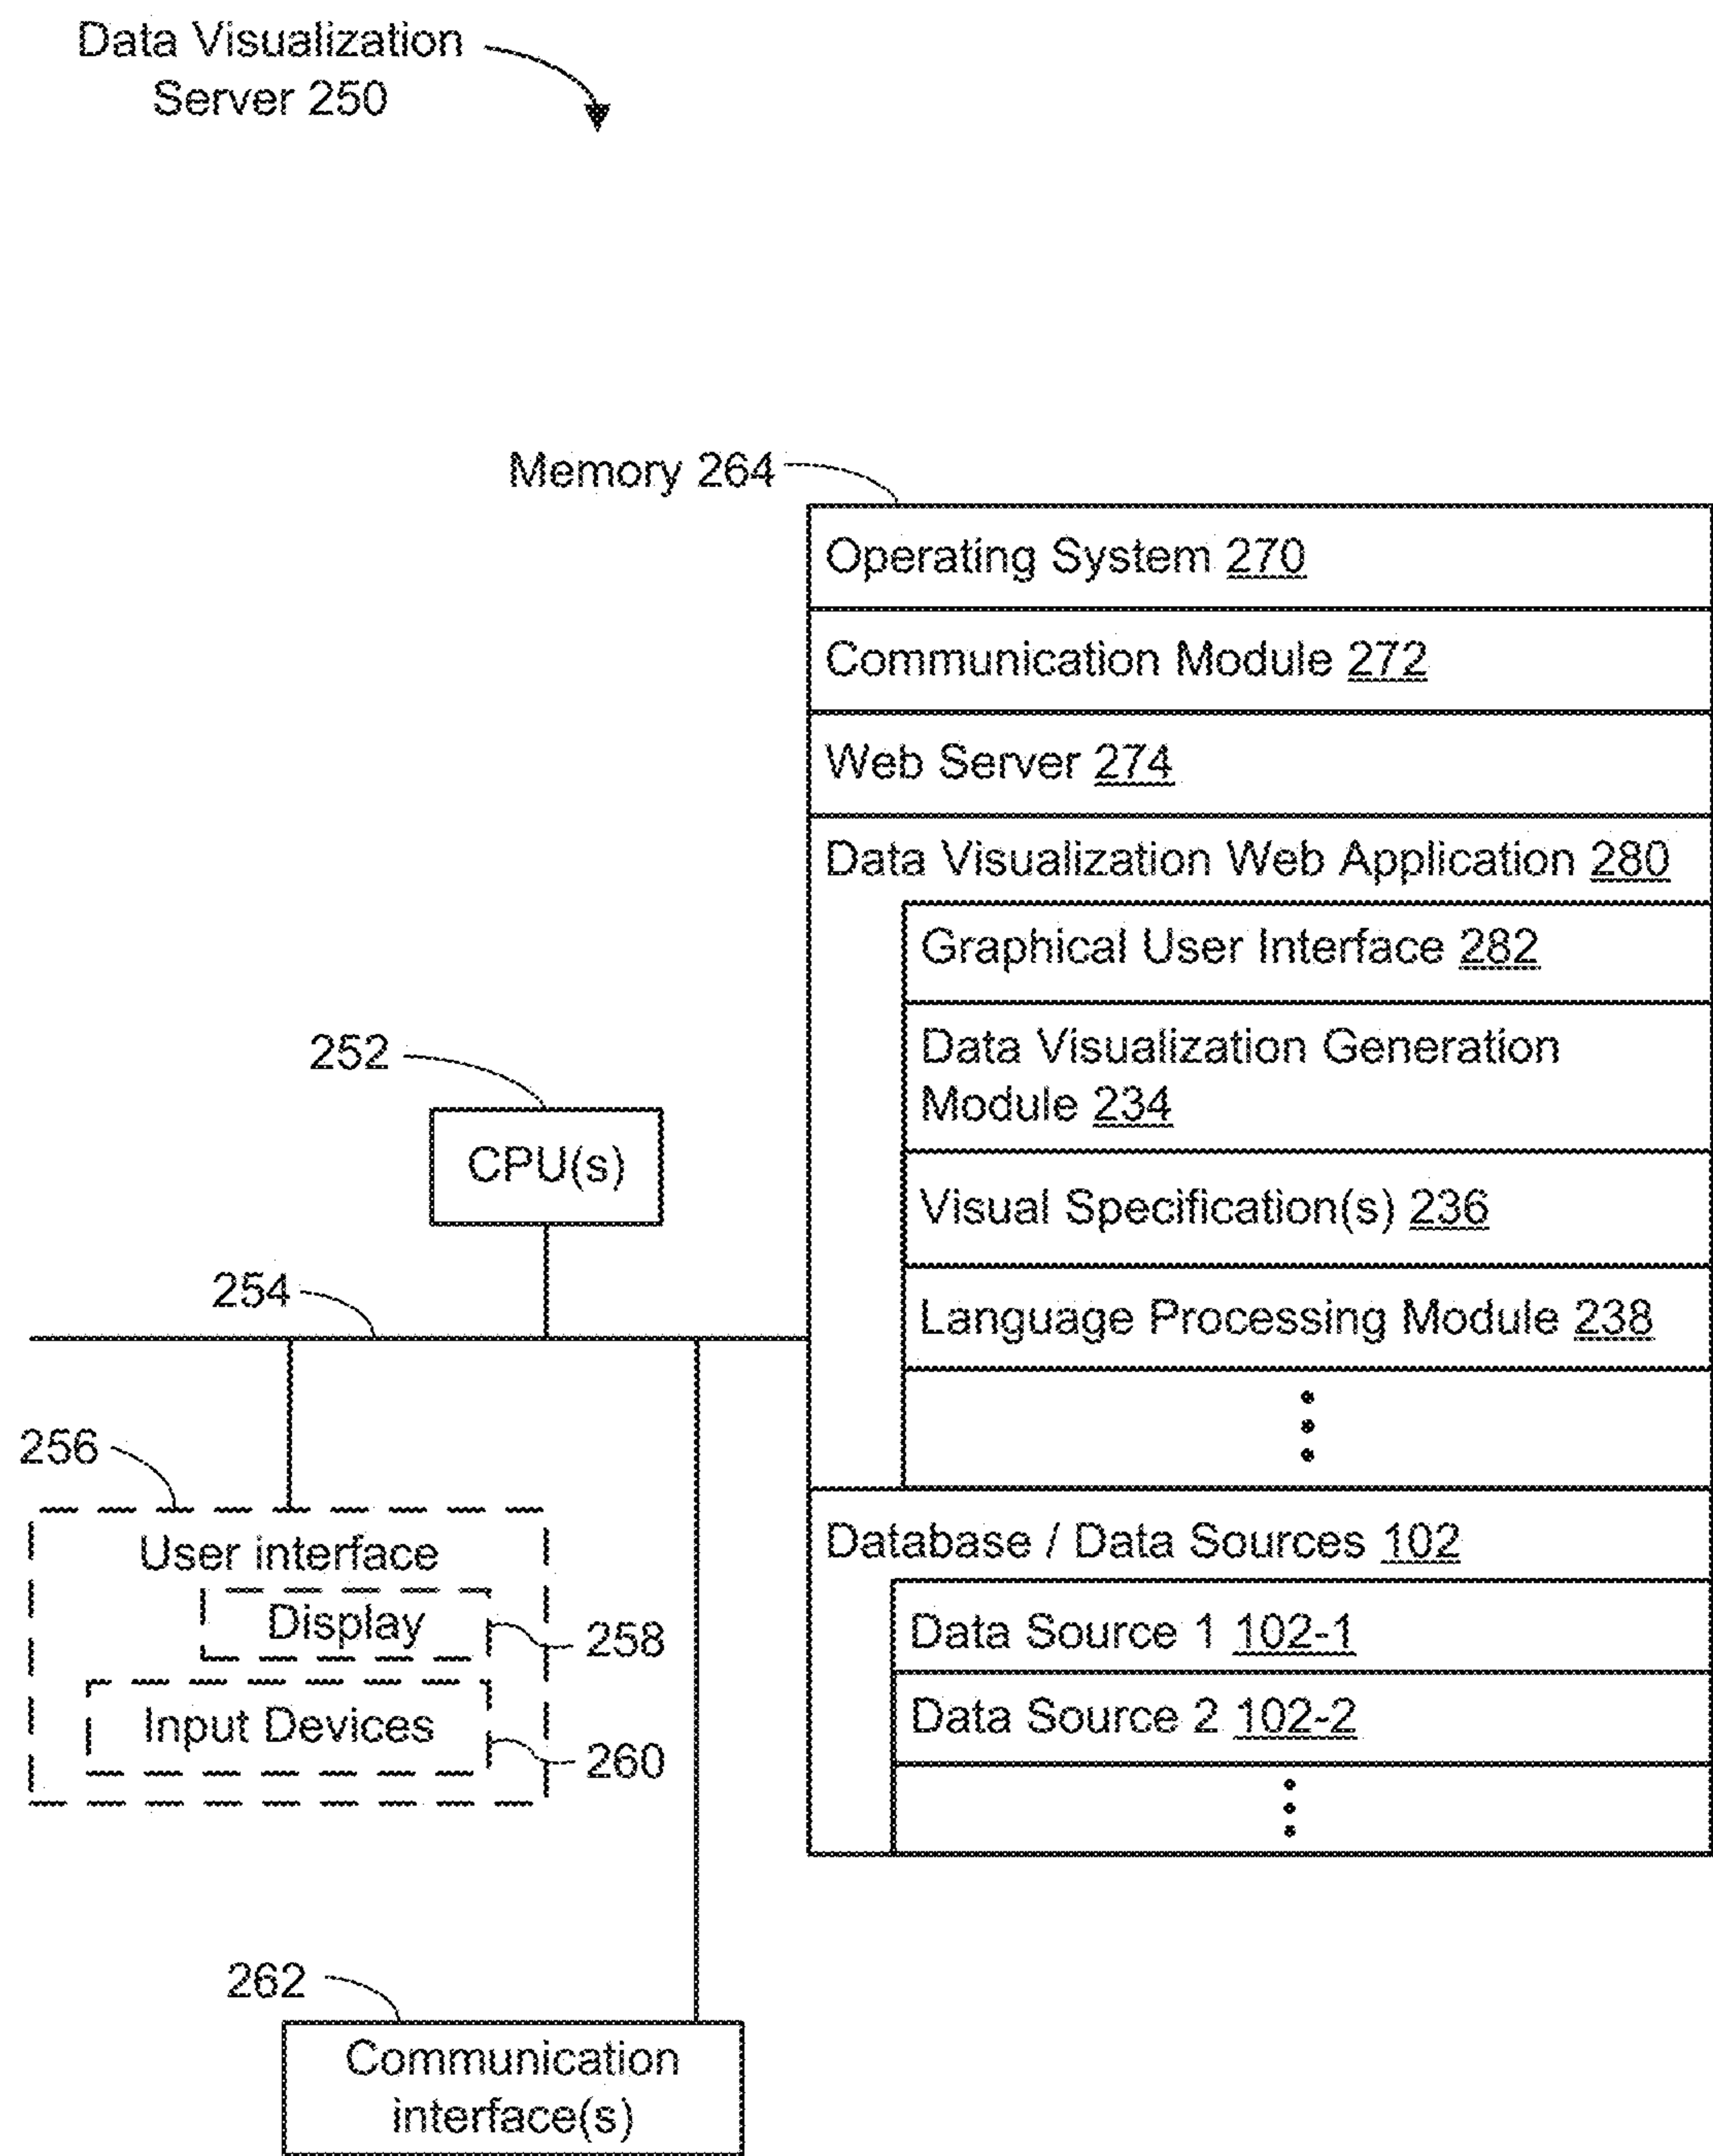 Data Visualization
Server 250
Memory 264
Operating System 270
Communication Module 272
Web Server 274
Data Visualization Web Application 280
Graphical User Interface 282
Data Visualization Generation
Module 234
Visual Specification(s) 236
Language Processing Module 238
Database / Data Sources 102
Data Source 1 102-1
Data Source 2 102-2
252
CPU(s)
254
256
User interface
Display
258
Input Devices
260
262
Communication
interface(s)